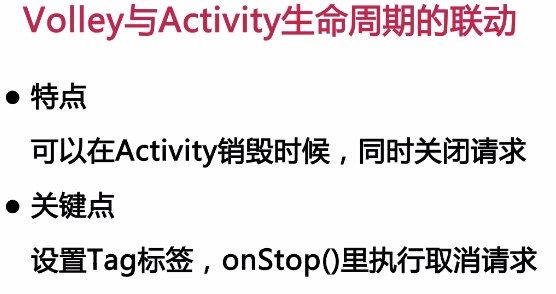 Volley与Activity生命周期的联动
● 特点
可以在Activity销毁时候，同时关闭请求
● 关键点
设置Tag标签，onStop()里执行取消请求